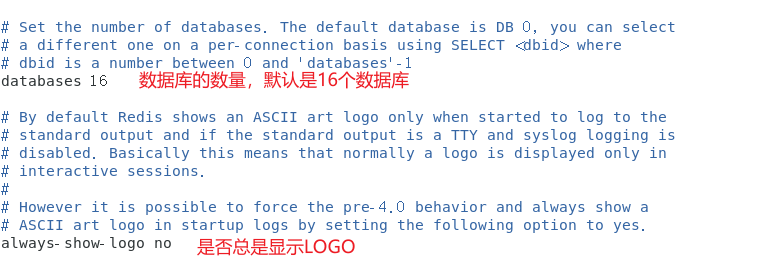 # Set the number of databases. The default database is DB 0, you can select
# a different one on a per-connection basis using SELECT <dbid> where
# dbid is a number between 0 and 'databases'-1
databases 16 数据库的数量，默认是16个数据库
# By default Redis shows an ASCII art logo only when started to log to the
# standard output and if the standard output is a TTY and syslog logging is
# disabled. Basically this means that normally a logo is displayed only in
# interactive sessions.
#
# However it is possible to force the pre-4.0 behavior and always show a
# ASCII art logo in startup logs by setting the following option to yes.
always-show-logo no 是否总是显示LOGO